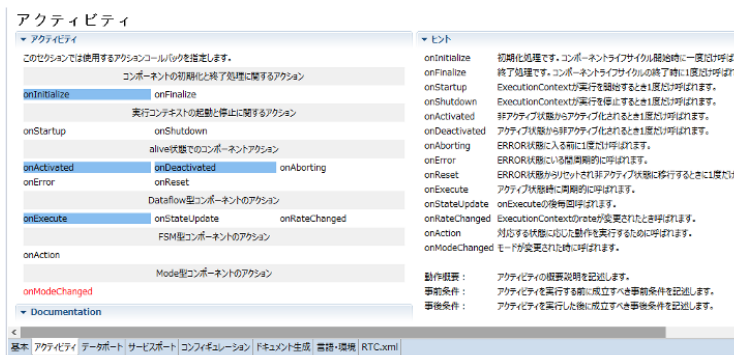 アクティビティ
アクティビティ
このセクションでは使用するアクションコールバックを指定します。
コンポーネントの初期化と終了処理に関するアクション
onInitialize onFinalize
実行コンテキストの起動と停止に関するアクション
onStartup onShutdown
alive状態でのコンポーネントアクション
onActivated onDeactivated onAborting
onError onReset
Dataflow型コンポーネントのアクション
onExecute onStateUpdate onRateChanged
FSM型コンポーネントのアクション
onAction
Mode型コンポーネントのアクション
onModeChanged
Documentation
ヒント
onInitialize 初期化処理です。コンポーネントライフサイクル開始時に一度だけ呼ば
onFinalize 終了処理です。コンポーネントライフサイクルの終了時に1度だけ呼ばれ
onStartup ExecutionContextが実行を開始するとき1度だけ呼ばれます。
onShutdown ExecutionContextが実行を停止するとき1度だけ呼ばれます。
onActivated 非アクティブ状態からアクティブ化されるとき1度だけ呼ばれます。
onDeactivated アクティブ状態から非アクティブ化されるとき1度だけ呼ばれます。
onAborting ERROR状態に入る前に1度だけ呼ばれます。
onError ERROR状態にいる間周期的に呼ばれます。
onReset ERROR状態からリセットされ非アクティブ状態に移行するときに1度だけ
onExecute アクティブ状態時に周期的に呼ばれます。
onStateUpdate onExecuteの後毎回呼ばれます。
onRateChanged ExecutionContextのrateが変更されたとき呼ばれます。
onAction 対応する状態に応じた動作を実行するために呼ばれます。
onModeChanged モードが変更された時に呼ばれます。
動作概要： アクティビティの概要説明を記述します。
事前条件： アクティビティを実行する前に成立すべき事前条件を記述します。
事後条件： アクティビティを実行した後に成立すべき事後条件を記述します。
基本 アクティビティ データポート サービスポート コンフィギュレーション ドキュメント生成 言語・環境 RTC.xml